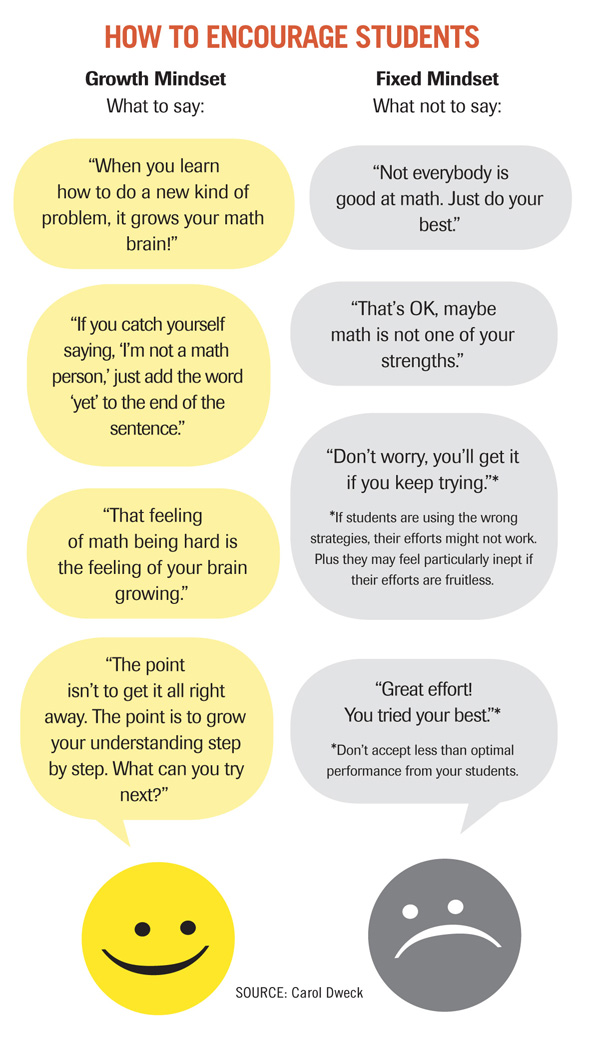 HOW TO ENCOURAGE STUDENTS
Growth Mindset
What to say:
“When you learn
how to do a new kind of
problem, it grows your math
brain!”
“If you catch yourself
saying, ‘I’m not a math
person,’ just add the word
‘yet’ to the end of the
sentence.”
“That feeling
of math being hard is
the feeling of your brain
growing.”
“The point
isn’t to get it all right
away. The point is to grow
your understanding step
by step. What can you try
next?”
Fixed Mindset
What not to say:
“Not everybody is
good at math. Just do your
best.”
“That’s OK, maybe
math is not one of your
strengths.”
“Don’t worry, you’ll get it
if you keep trying.”*
*If students are using the wrong
strategies, their efforts might not work.
Plus they may feel particularly inept if
their efforts are fruitless.
“Great effort!
You tried your best.”*
*Don’t accept less than optimal
performance from your students.
SOURCE: Carol Dweck